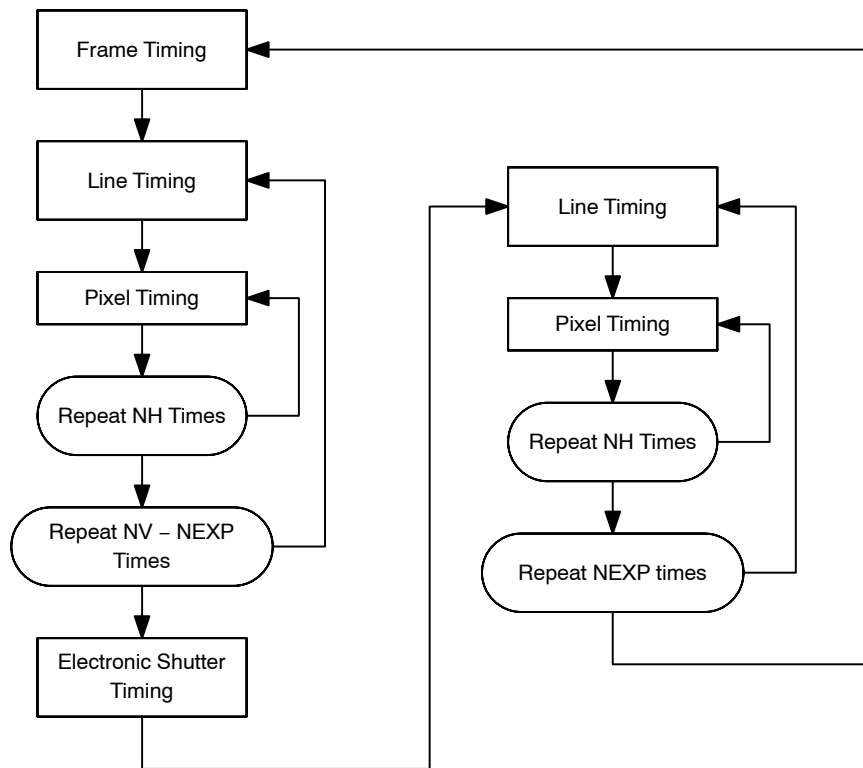 Frame Timing
Line Timing
Pixel Timing
Repeat NH Times
Repeat NV – NEXP
Times
Electronic Shutter
Timing
Line Timing
Pixel Timing
Repeat NH Times
Repeat NEXP times